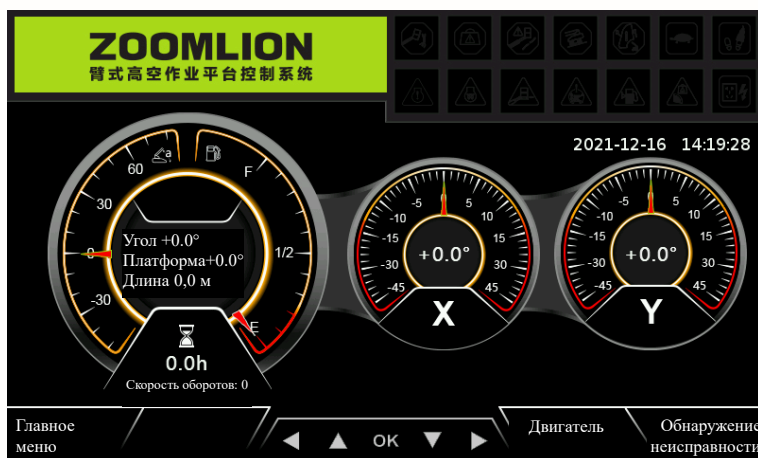 ZOOMLION
臂式高空作业平台控制系统
2021-12-16 14:19:28
a
60
30
0
-30
F
1/2
E
Угол +0.0°
Платформа+0.0°
Длина 0,0 м
0.0h
Скорость оборотов: 0
-45
-30
-15
-10
-5
0
5
10
15
30
45
+0.0°
X
-45
-30
-15
-10
-5
0
5
10
15
30
45
+0.0°
Y
Главное
меню
OK
Двигатель
Обнаружение
неисправности